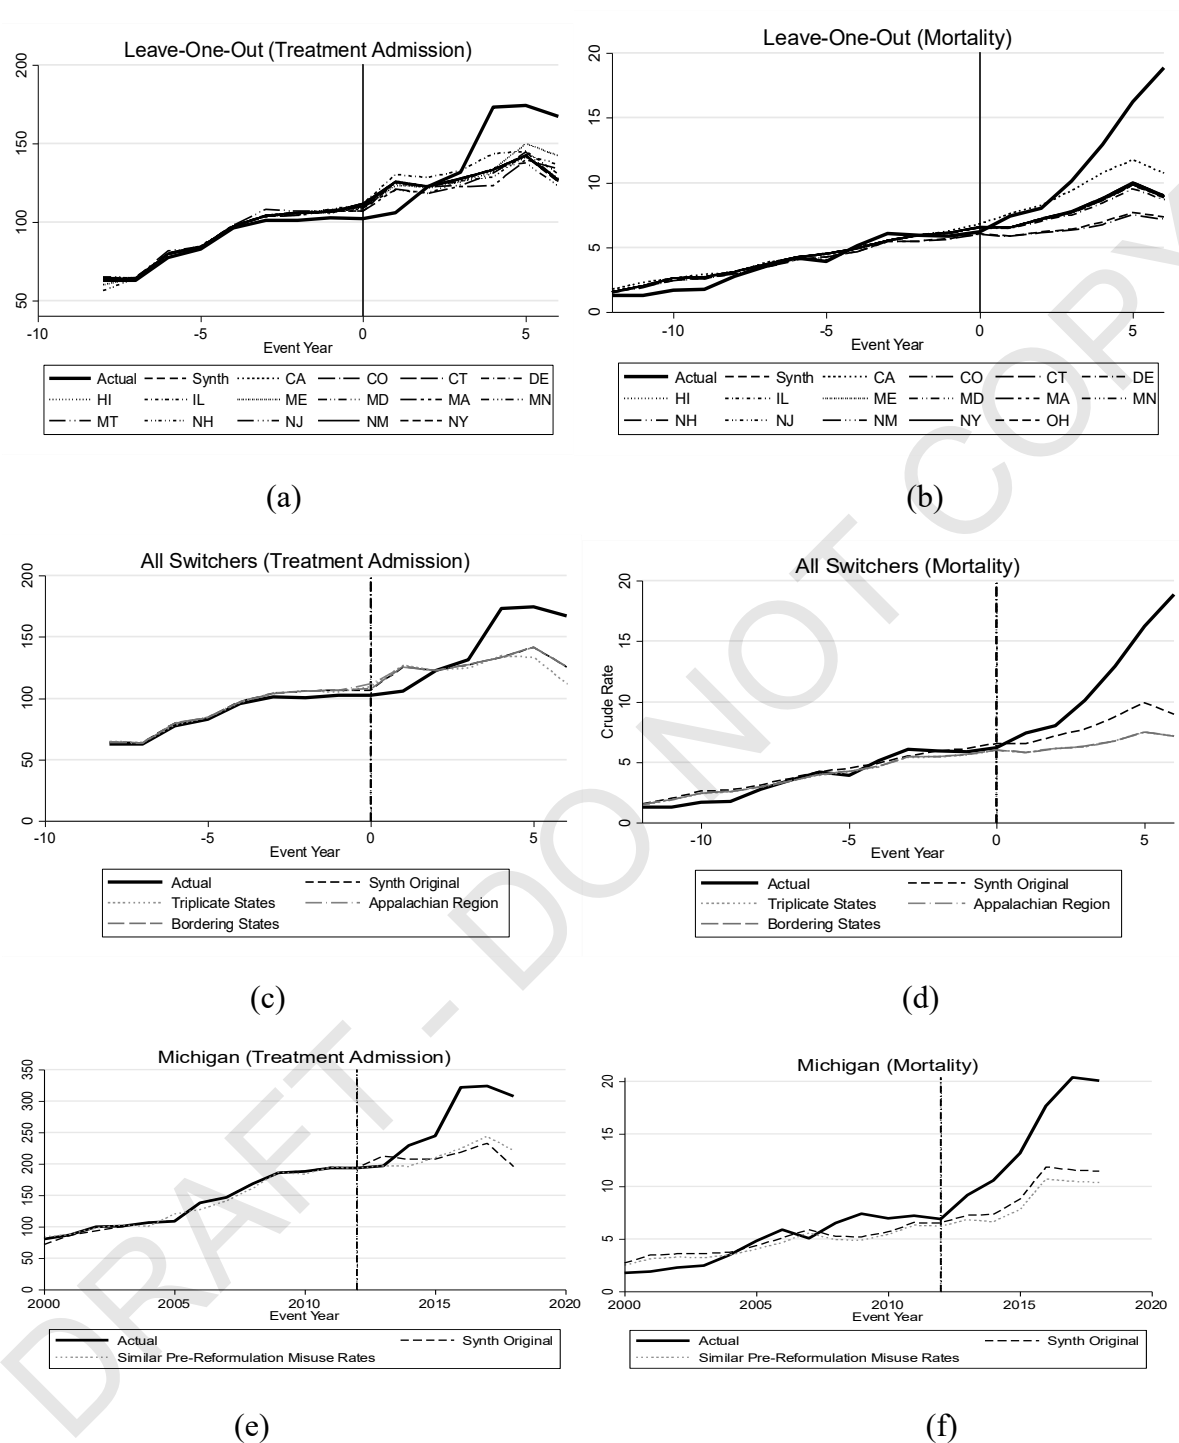 Leave-One-Out (Treatment Admission)
200
150
100
50
-10
-5
0
5
Event Year
Actual Synth CA CO CT DE
HI IL ME MD MA MN
MT NH NJ NM NY
(a)
Leave-One-Out (Mortality)
20
15
10
5
0
-10
-5
0
5
Event Year
Actual Synth CA CO CT DE
HI IL ME MD MA MN
NH NJ NM NY OH
(b)
All Switchers (Treatment Admission)
200
150
100
50
0
-10
-5
0
5
Event Year
Actual Synth Original
Triplicate States Appalachian Region
Bordering States
(c)
All Switchers (Mortality)
Crude Rate
20
15
10
5
0
-10
-5
0
5
Event Year
Actual Synth Original
Triplicate States Appalachian Region
Bordering States
(d)
Michigan (Treatment Admission)
350
300
250
200
150
100
50
0
2000
2005
2010
2015
2020
Event Year
Actual Synth Original
Similar Pre-Reformulation Misuse Rates
(e)
Michigan (Mortality)
20
15
10
5
0
2000
2005
2010
2015
2020
Event Year
Actual Synth Original
Similar Pre-Reformulation Misuse Rates
(f)
DRAFT - DO NOT COPY